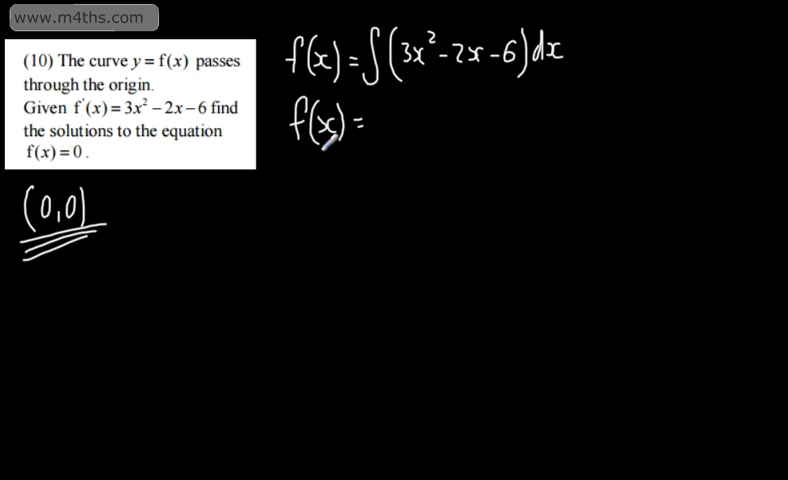 www.m4ths.com
(10) The curve y = f(x) passes
through the origin.
Given f'(x) = 3x² − 2x − 6 find
the solutions to the equation
f(x) = 0.
f(x) = ∫(3x² - 2x - 6) dx
f(x) =
(0,0)